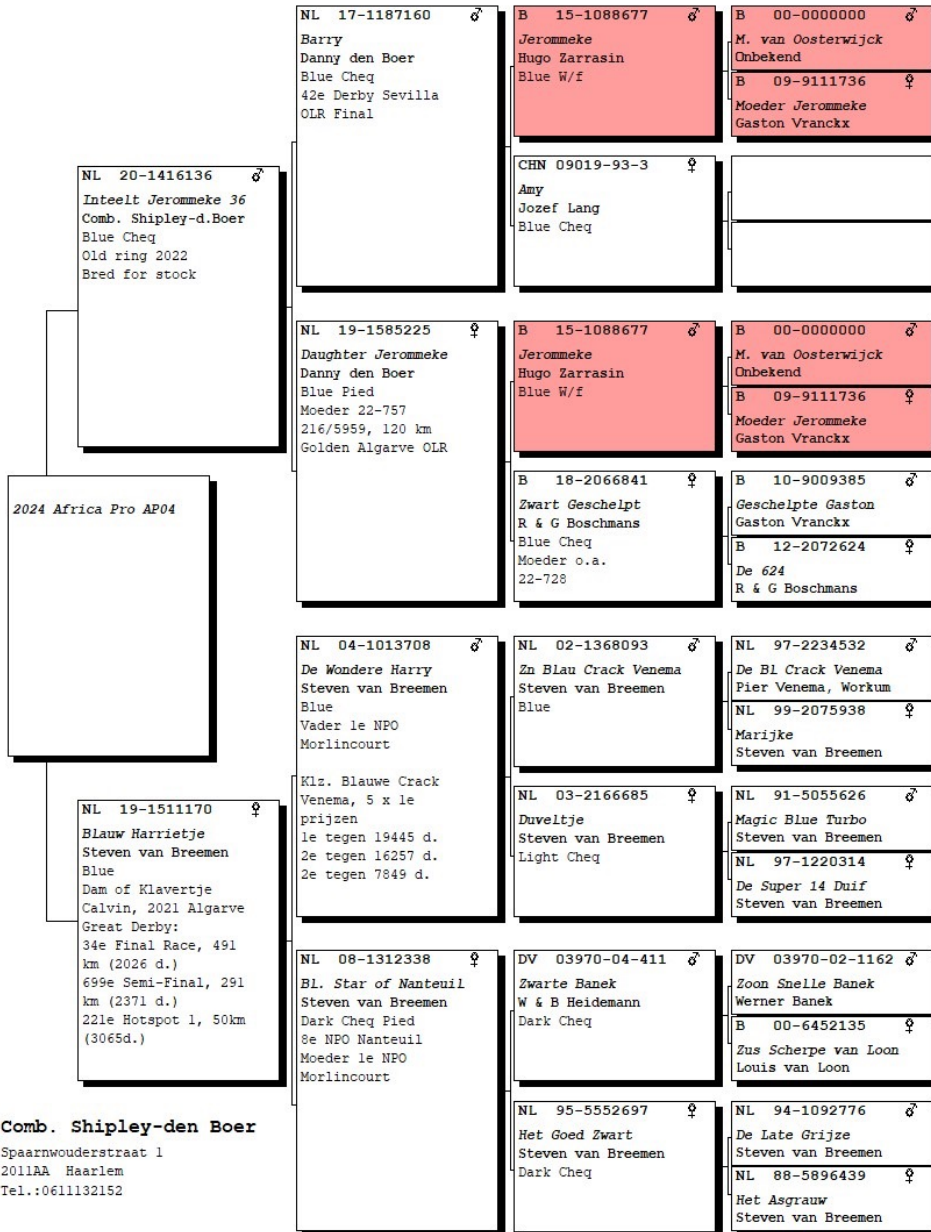 2024 Africa Pro AP04
NL 20-1416136 ♂
Inteelt Jerommeke 36
Comb. Shipley-d.Boer
Blue Cheq
Old ring 2022
Bred for stock
NL 19-1511170 ♀
Blauw Harrietje
Steven van Breemen
Blue
Dam of Klavertje
Calvin, 2021 Algarve
Great Derby:
34e Final Race, 491
km (2026 d.)
699e Semi-Final, 291
km (2371 d.)
221e Hotspot 1, 50km
(3065d.)
NL 17-1187160 ♂
Barry
Danny den Boer
Blue Cheq
42e Derby Sevilla
OLR Final
NL 19-1585225 ♀
Daughter Jerommeke
Danny den Boer
Blue Pied
Moeder 22-757
216/5959, 120 km
Golden Algarve OLR
NL 04-1013708 ♂
De Wondere Harry
Steven van Breemen
Blue
Vader 1e NPO
Morlincourt
Klz. Blauwe Crack
Venema, 5 x 1e
prijzen
1e tegen 19445 d.
2e tegen 16257 d.
2e tegen 7849 d.
NL 08-1312338 ♀
Bl. Star of Nanteuil
Steven van Breemen
Dark Cheq Pied
8e NPO Nanteuil
Moeder 1e NPO
Morlincourt
B 15-1088677 ♂
Jerommeke
Hugo Zarrasin
Blue W/f
CHN 09019-93-3 ♀
Amy
Jozef Lang
Blue Cheq
B 15-1088677 ♂
Jerommeke
Hugo Zarrasin
Blue W/f
B 18-2066841 ♀
Zwart Geschelpt
R & G Boschmans
Blue Cheq
Moeder o.a.
22-728
NL 02-1368093 ♂
Zn Blau Crack Venema
Steven van Breemen
Blue
NL 03-2166685 ♀
Duveltje
Steven van Breemen
Light Cheq
DV 03970-04-411 ♂
Zwarte Banek
W & B Heidemann
Dark Cheq
NL 95-5552697 ♀
Het Goed Zwart
Steven van Breemen
Dark Cheq
B 00-0000000 ♂
M. van Oosterwijck
Onbekend
B 09-9111736 ♀
Moeder Jerommeke
Gaston Vranckx
B 00-0000000 ♂
M. van Oosterwijck
Onbekend
B 09-9111736 ♀
Moeder Jerommeke
Gaston Vranckx
B 10-9009385 ♂
Geschelpte Gaston
Gaston Vranckx
B 12-2072624 ♀
De 624
R & G Boschmans
NL 97-2234532 ♂
De Bl Crack Venema
Pier Venema, Workum
NL 99-2075938 ♀
Marijke
Steven van Breemen
NL 91-5055626 ♂
Magic Blue Turbo
Steven van Breemen
NL 97-1220314 ♀
De Super 14 Duif
Steven van Breemen
DV 03970-02-1162 ♂
Zoon Snelle Banek
Werner Banek
B 00-6452135 ♀
Zus Scherpe van Loon
Louis van Loon
NL 94-1092776 ♂
De Late Grijze
Steven van Breemen
NL 88-5896439 ♀
Het Asgrauw
Steven van Breemen
Comb. Shipley-den Boer
Spaarnwouderstraat 1
2011AA Haarlem
Tel.:0611132152